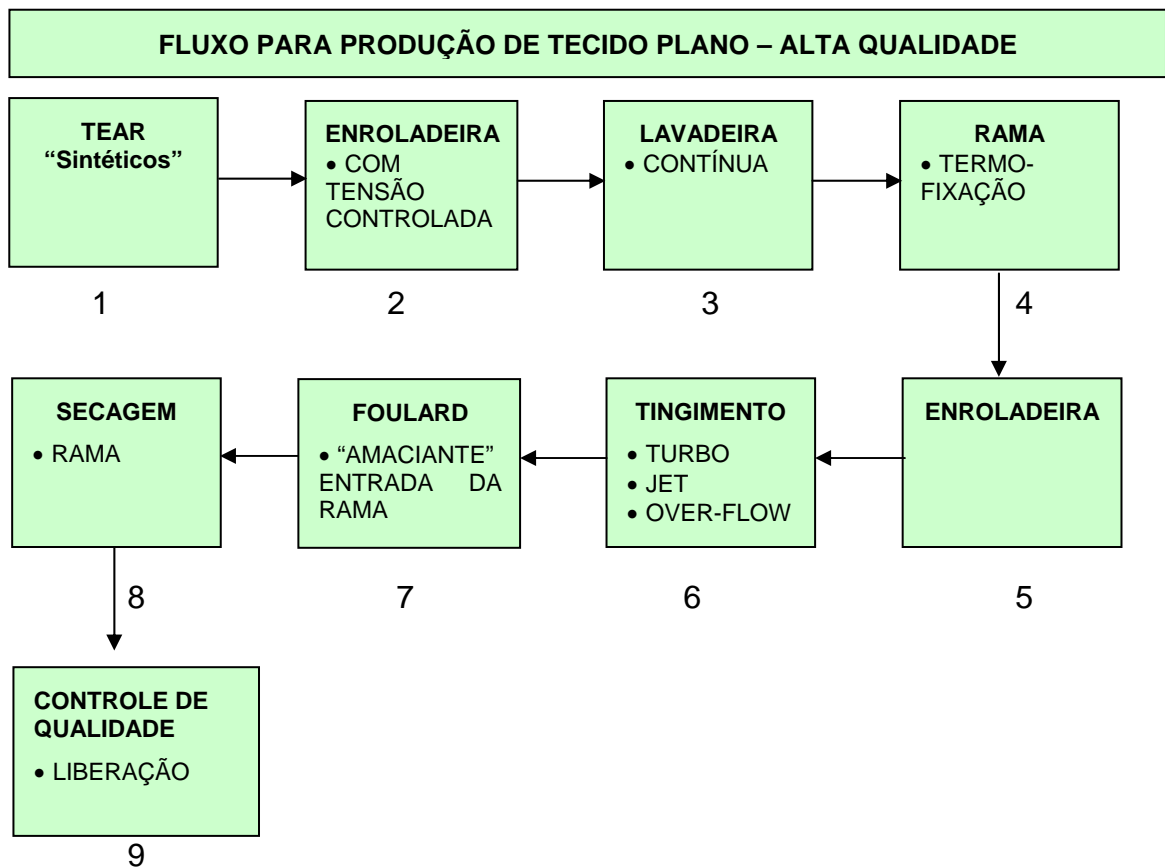 FLUXO PARA PRODUÇÃO DE TECIDO PLANO – ALTA QUALIDADE
TEAR
“Sintéticos”
1
ENROLADEIRA
• COM
TENSÃO
CONTROLADA
2
LAVADEIRA
• CONTÍNUA
3
RAMA
• TERMO-
FIXAÇÃO
4
ENROLADEIRA
5
TINGIMENTO
• TURBO
• JET
• OVER-FLOW
6
FOULARD
• “AMACIANTE”
ENTRADA DA
RAMA
7
SECAGEM
• RAMA
8
CONTROLE DE
QUALIDADE
• LIBERAÇÃO
9